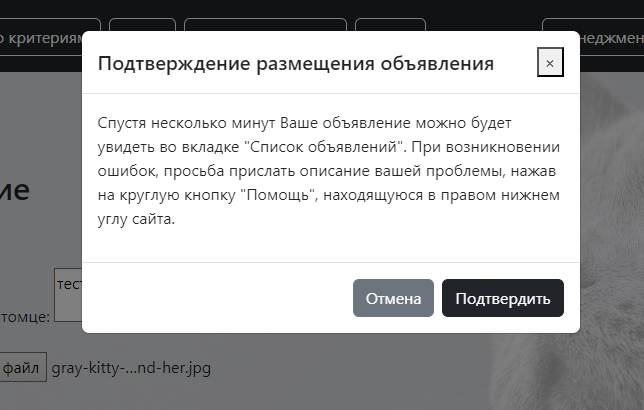 критериям
неджмен
Подтверждение размещения объявления
×
Спустя несколько минут Ваше объявление можно будет
увидеть во вкладке "Список объявлений". При возникновении
ошибок, просьба прислать описание вашей проблемы, нажав
на круглую кнопку "Помощь", находящуюся в правом нижнем
углу сайта.
ие
тес
томце:
Отмена
Подтвердить
файл
gray-kitty-...nd-her.jpg